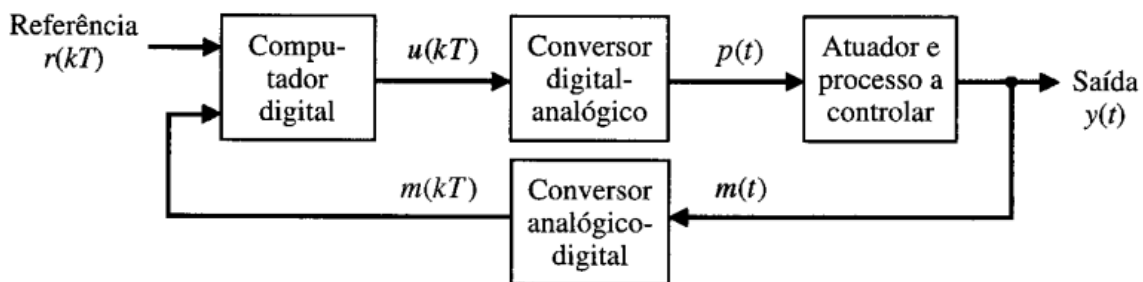 Referência
r(kT)
Compu-
tador
digital
u(kT)
Conversor
digital-
analógico
p(t)
Atuador e
processo a
controlar
Saída
y(t)
m(kT)
Conversor
analógico-
digital
m(t)